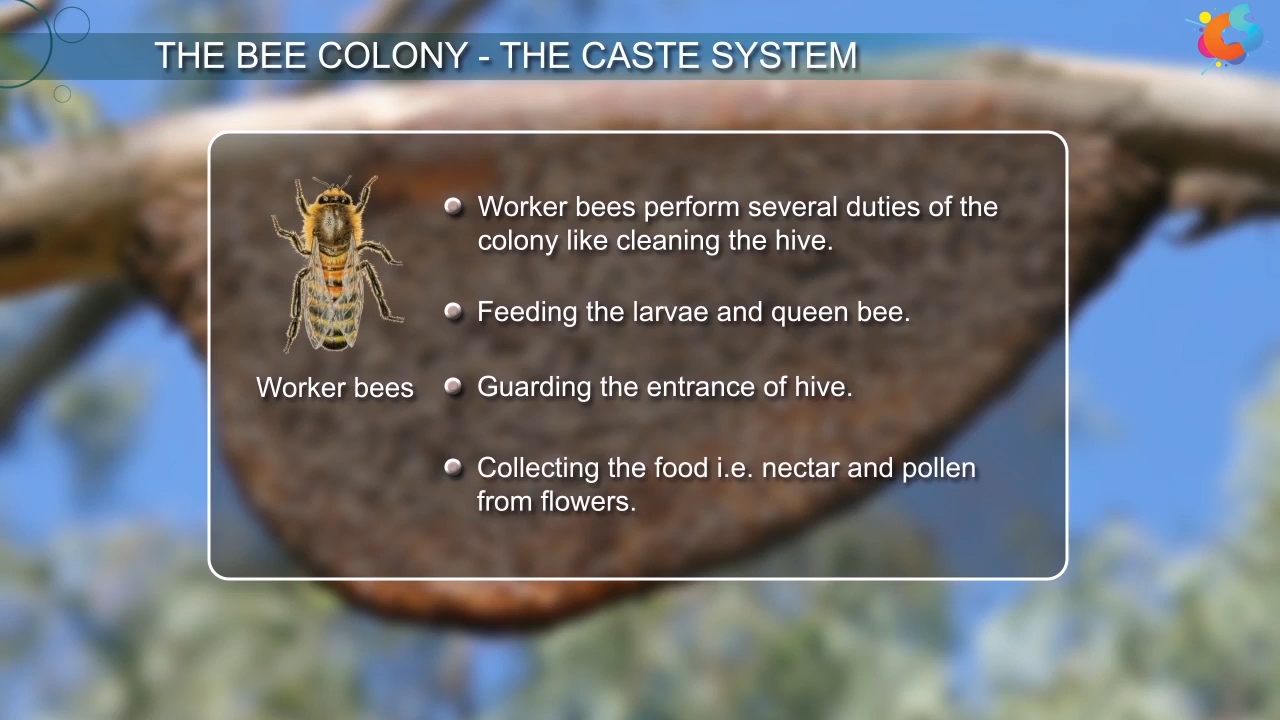 THE BEE COLONY - THE CASTE SYSTEM
Worker bees perform several duties of the
colony like cleaning the hive.
Feeding the larvae and queen bee.
Worker bees
Guarding the entrance of hive.
Collecting the food i.e. nectar and pollen
from flowers.